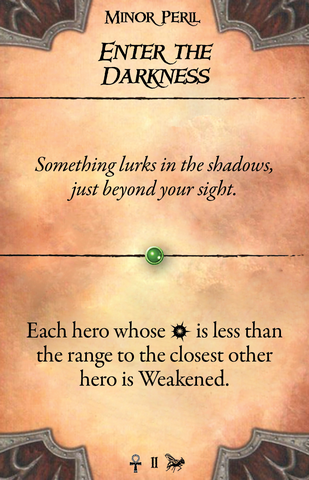 Minor Peril
Enter the
Darkness
Something lurks in the shadows,
just beyond your sight.
Each hero whose is less than
the range to the closest other
hero is Weakened.
II